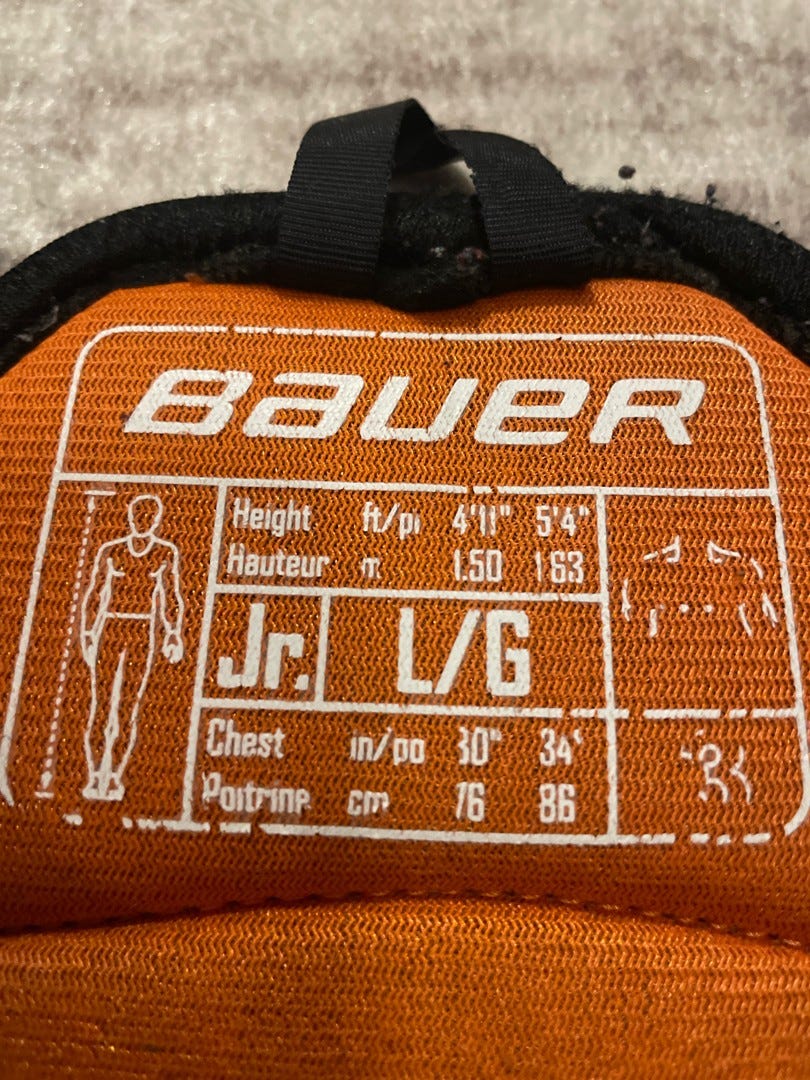 BAUER
Height ft/pi 4'11" 5'4"
Hauteur m 1.50 1.63
Jr. L/G
Chest in/po 30" 34"
Poitrine cm 76 86